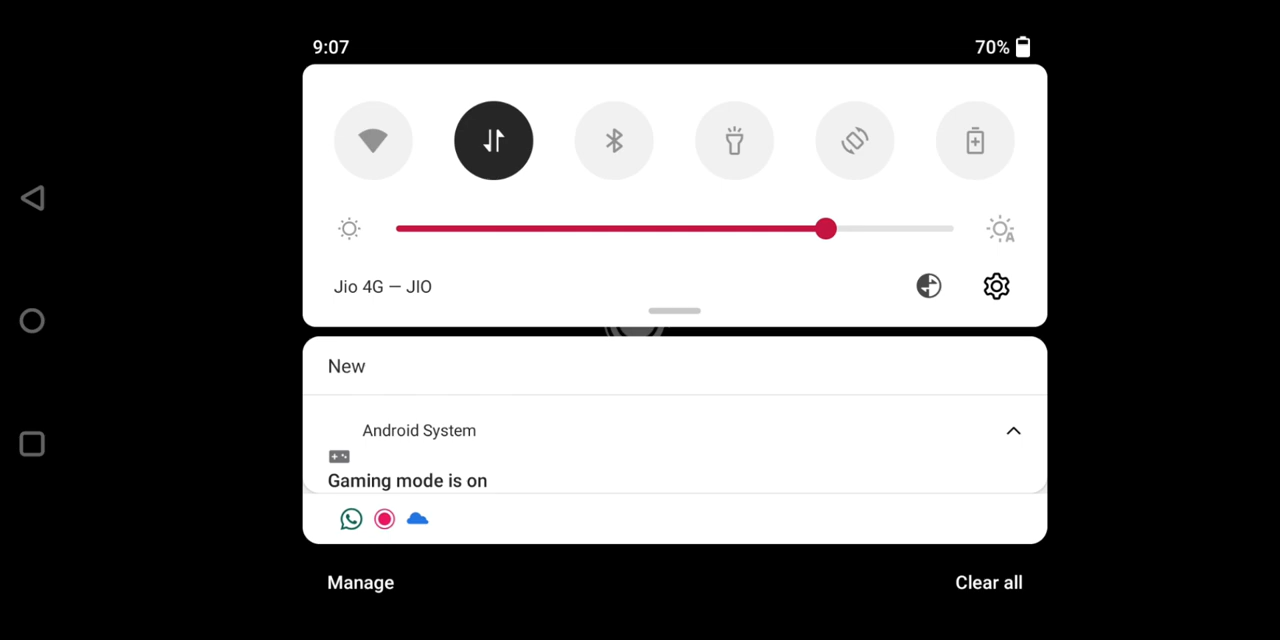 9:07
70%
A
Jio 4G — JIO
New
Android System
Gaming mode is on
Manage
Clear all